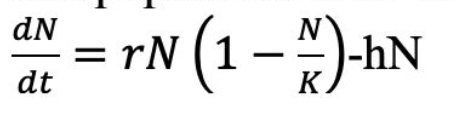 dN/dt = rN(1 − N/K)-hN